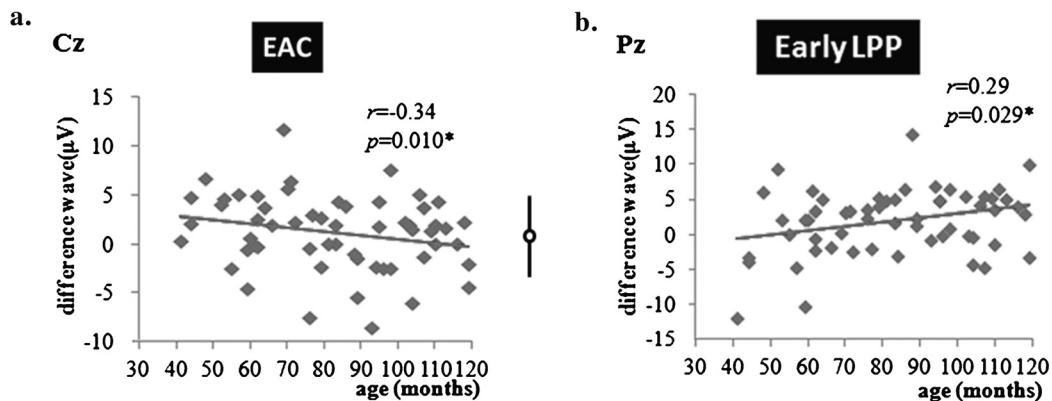 a.
Cz
EAC
r=-0.34
p=0.010*
difference wave(μV)
15
10
5
0
-5
-10
30 40 50 60 70 80 90 100 110 120
age (months)
b.
Pz
Early LPP
r=0.29
p=0.029*
difference wave(μV)
20
15
10
5
0
-5
-10
-15
30 40 50 60 70 80 90 100 110 120
age (months)